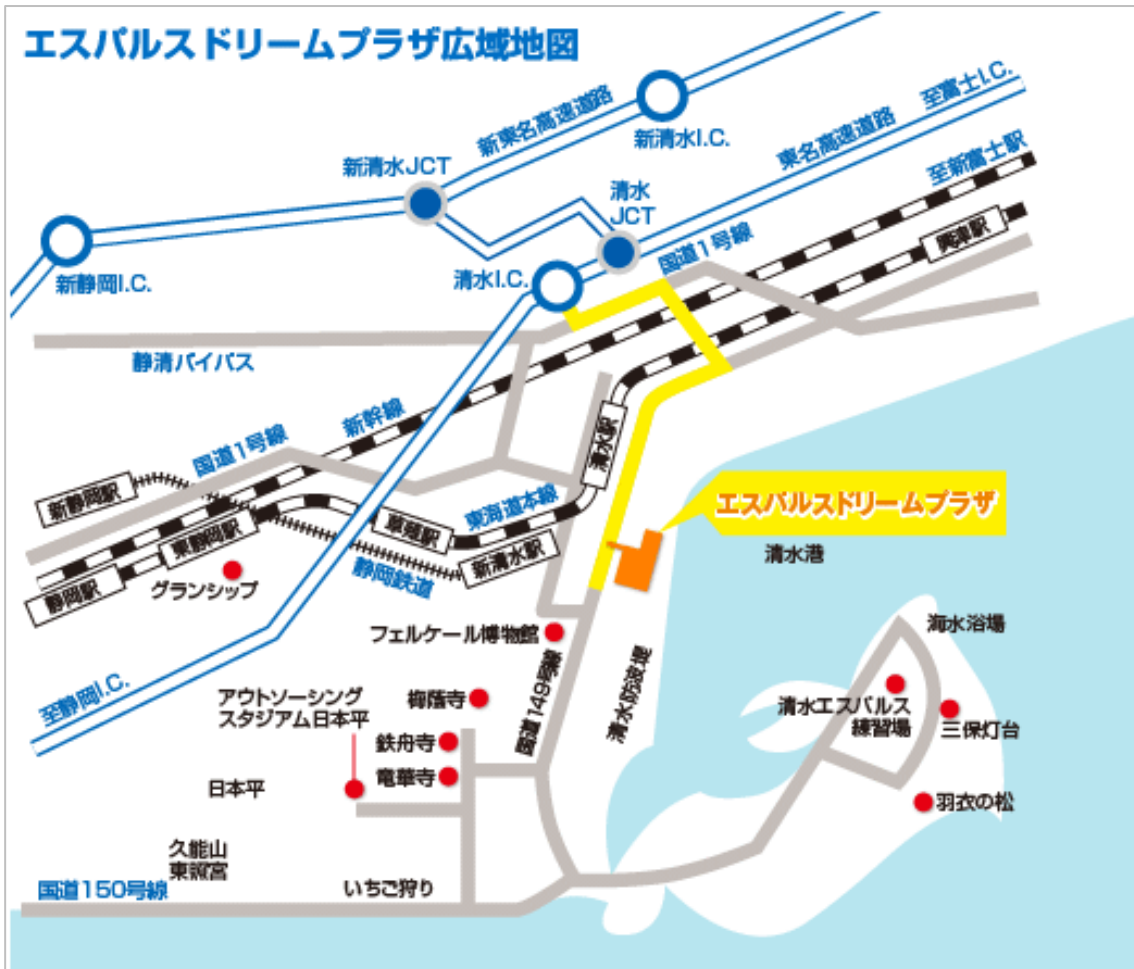 エスパルスドリームプラザ広域地図
新東名高速道路
新清水I.C.
東名高速道路
至富士I.C.
新清水JCT
清水
JCT
至新富士駅
新静岡I.C.
清水I.C.
国道1号線
興津駅
静清バイパス
新幹線
国道1号線
清水駅
新静岡駅
東静岡駅
草薙駅
東海道本線
エスパルスドリームプラザ
清水港
静岡駅
グランシップ
静岡鉄道
新清水駅
フェルケール博物館
海水浴場
至静岡I.C.
アウトソーシング
スタジアム日本平
梅蔭寺
国道149号線
清水防波堤
清水エスパルス
練習場
三保灯台
鉄舟寺
竜華寺
日本平
羽衣の松
久能山
東照宮
国道150号線
いちご狩り